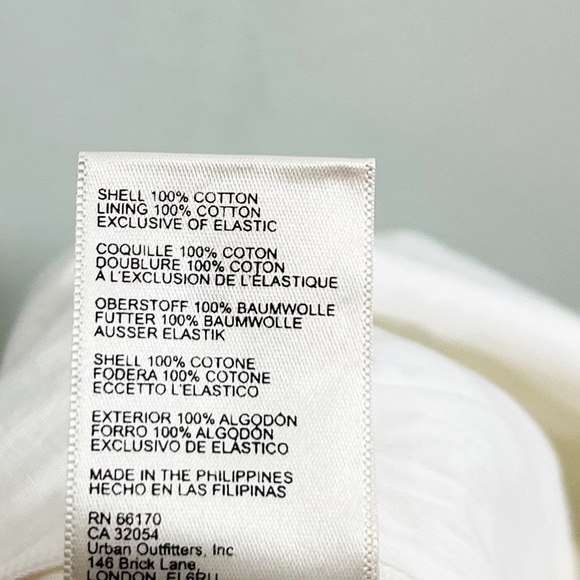 SHELL 100% COTTON
LINING 100% COTTON
EXCLUSIVE OF ELASTIC
COQUILLE 100% COTON
DOUBLURE 100% COTON
À L'EXCLUSION DE L'ÉLASTIQUE
OBERSTOFF 100% BAUMWOLLE
FUTTER 100% BAUMWOLLE
AUSSER ELASTIK
SHELL 100% COTONE
FODERA 100% COTONE
ECCETTO L'ELASTICO
EXTERIOR 100% ALGODÓN
FORRO 100% ALGODÓN
EXCLUSIVO DE ELÁSTICO
MADE IN THE PHILIPPINES
HECHO EN LAS FILIPINAS
RN 66170
CA 32054
Urban Outfitters, Inc
146 Brick Lane,
LONDON, E16RU